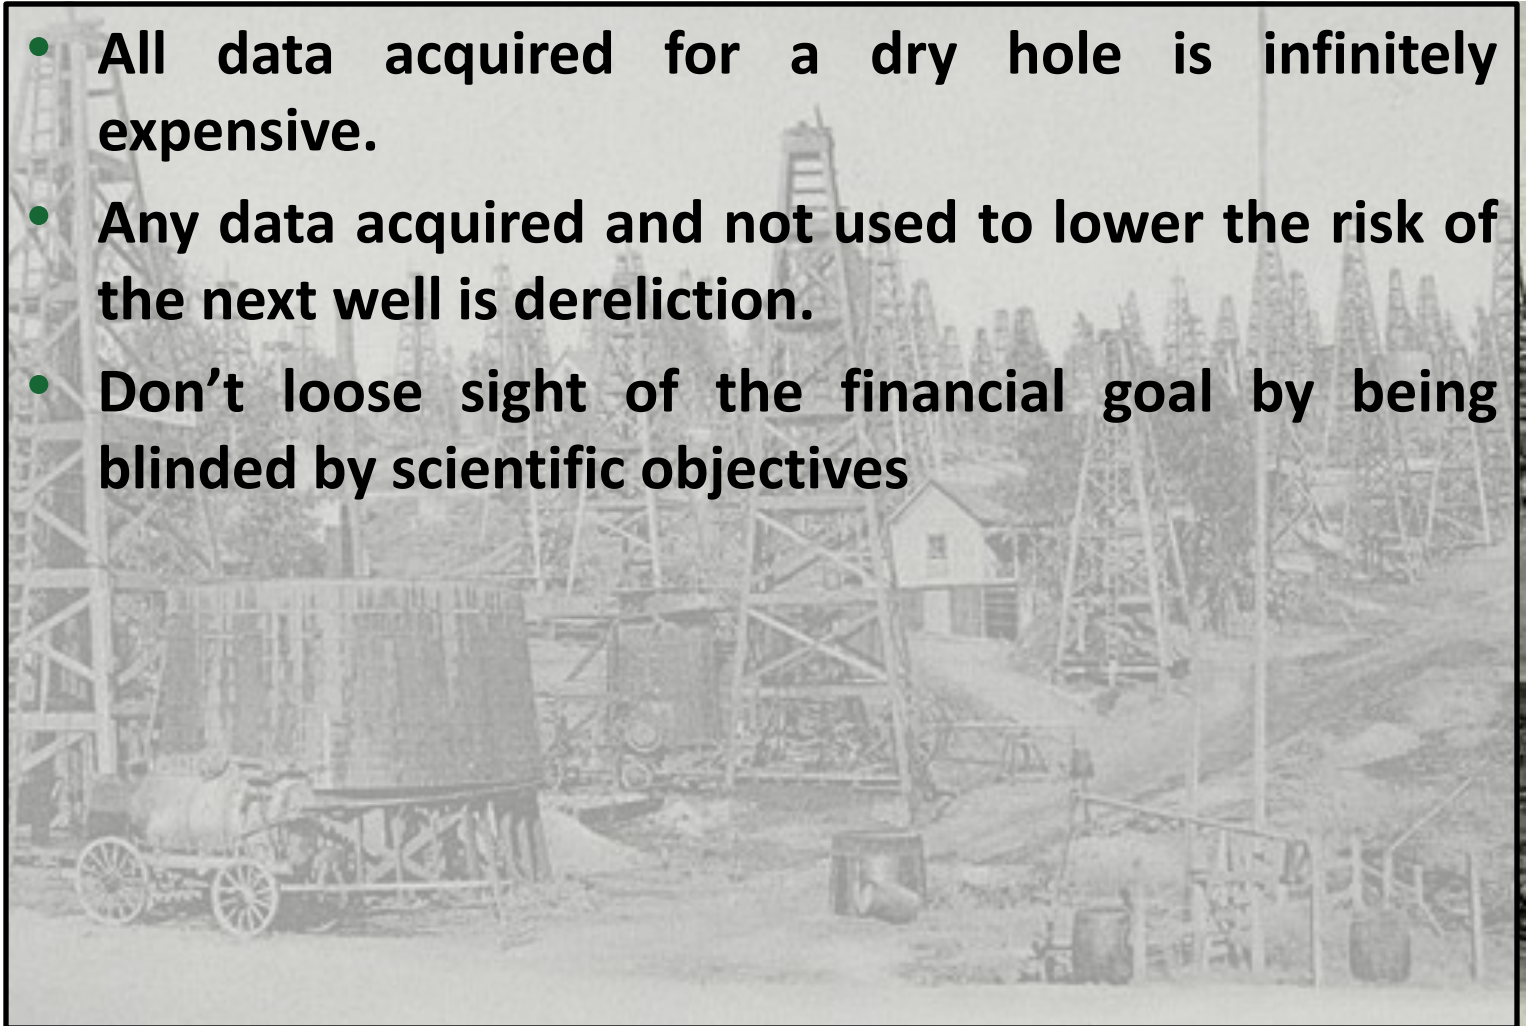 • All data acquired for a dry hole is infinitely
expensive.
• Any data acquired and not used to lower the risk of
the next well is dereliction.
• Don’t loose sight of the financial goal by being
blinded by scientific objectives